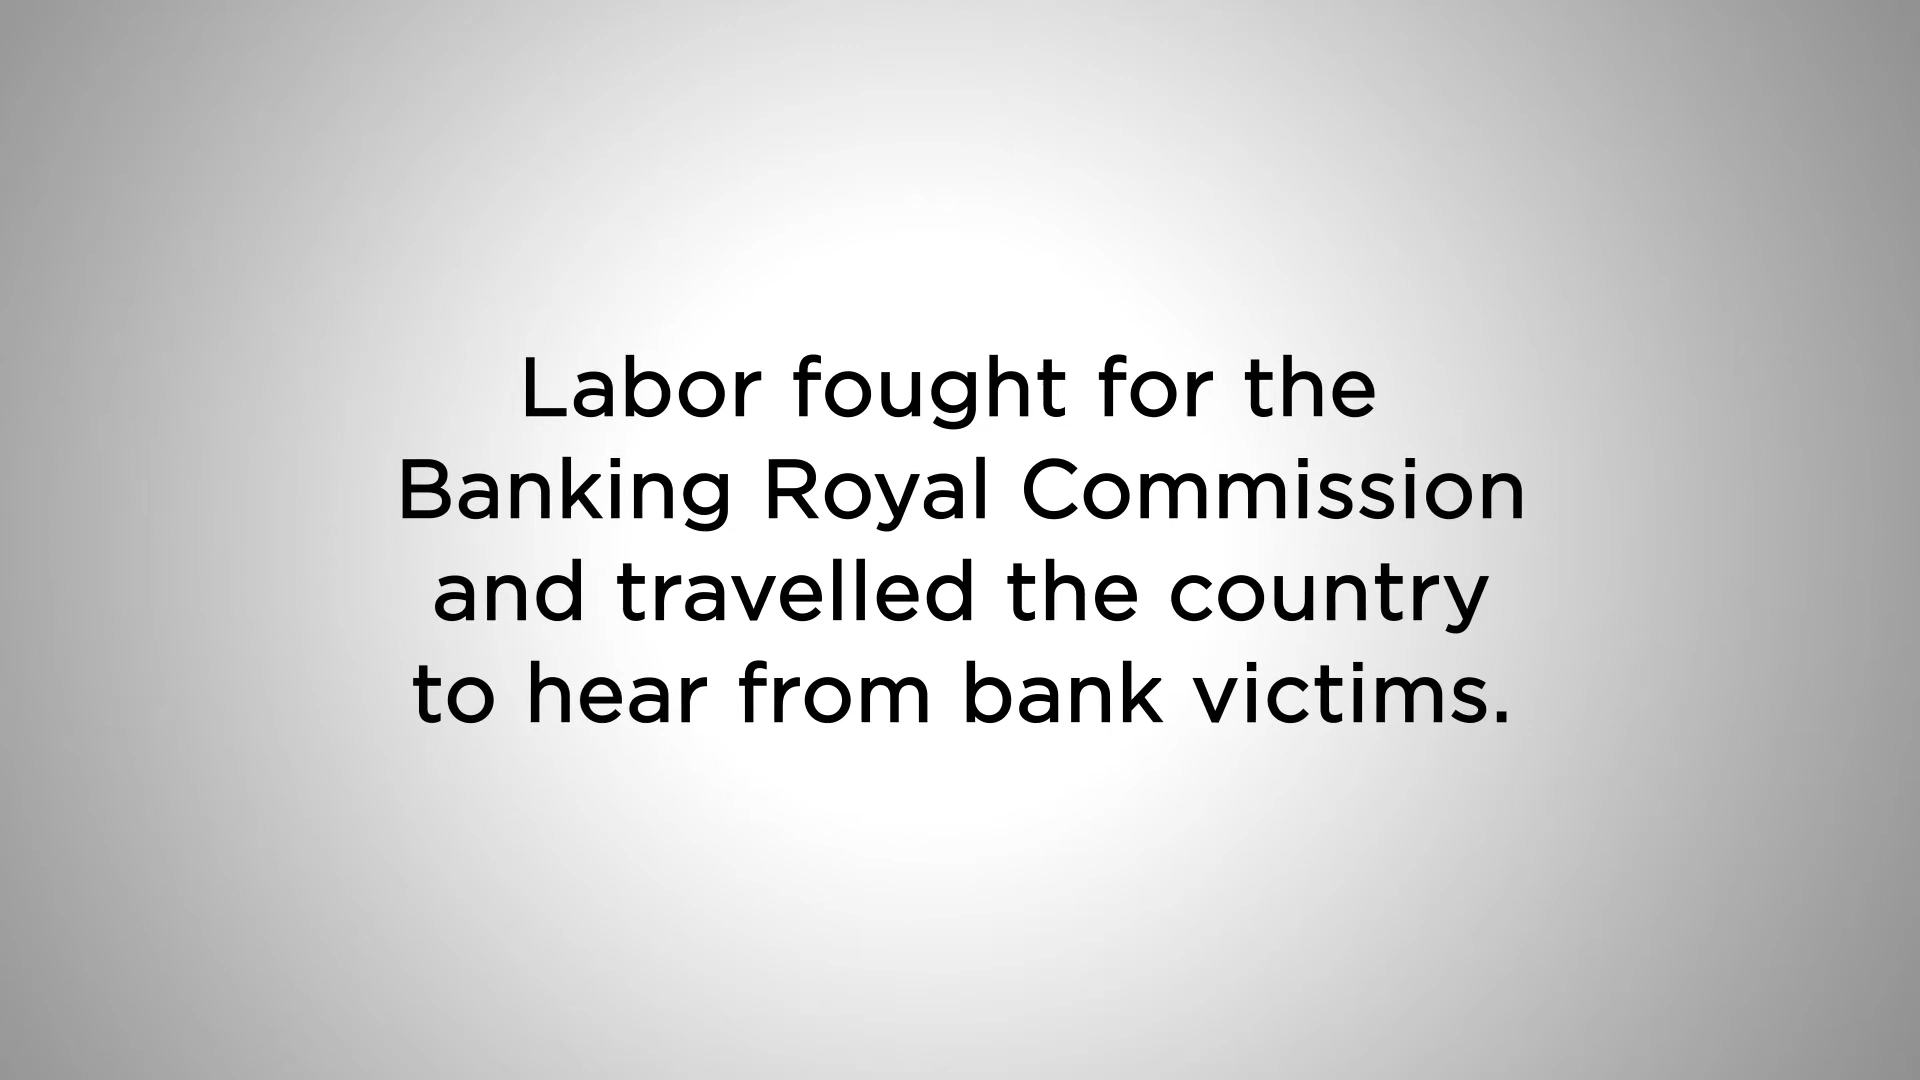 Labor fought for the
Banking Royal Commission
and travelled the country
to hear from bank victims.